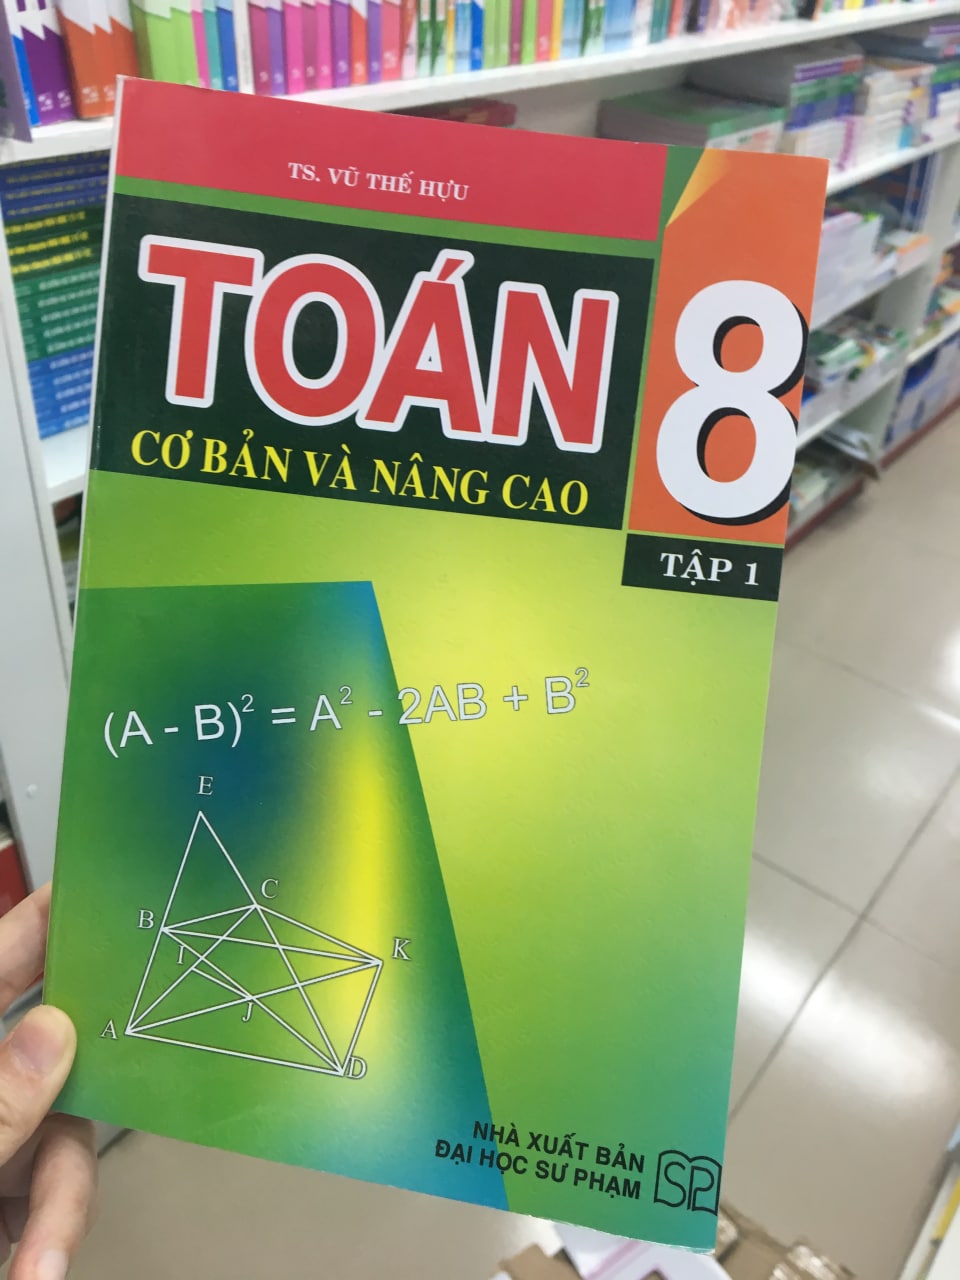 TS. VŨ THẾ HỰU
TOÁN
8
CƠ BẢN VÀ NÂNG CAO
TẬP 1
(A - B)² = A² - 2AB + B²
E
C
B
K
I
J
A
D
NHÀ XUẤT BẢN
ĐẠI HỌC SƯ PHẠM
SP